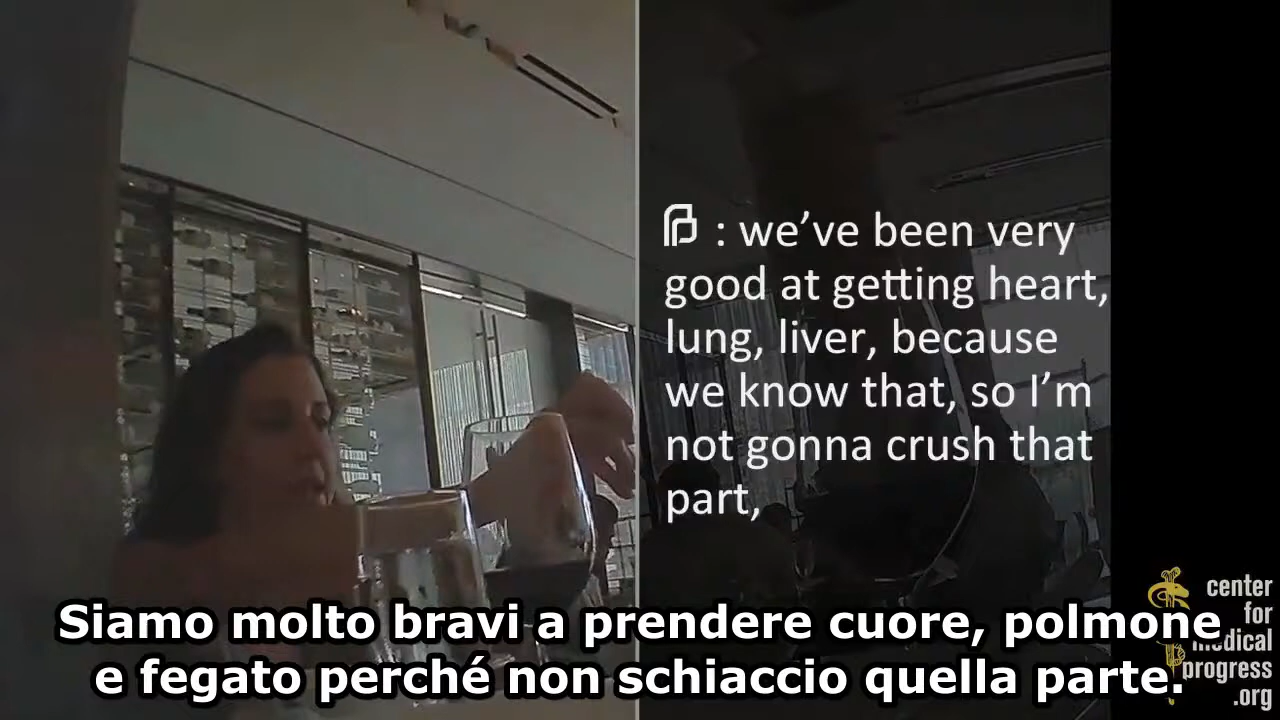 : we’ve been very
good at getting heart,
lung, liver, because
we know that, so I’m
not gonna crush that
part,
Siamo molto bravi a prendere cuore, polmone
e fegato perché non schiaccio quella parte.
center
for
medical
progress
.org